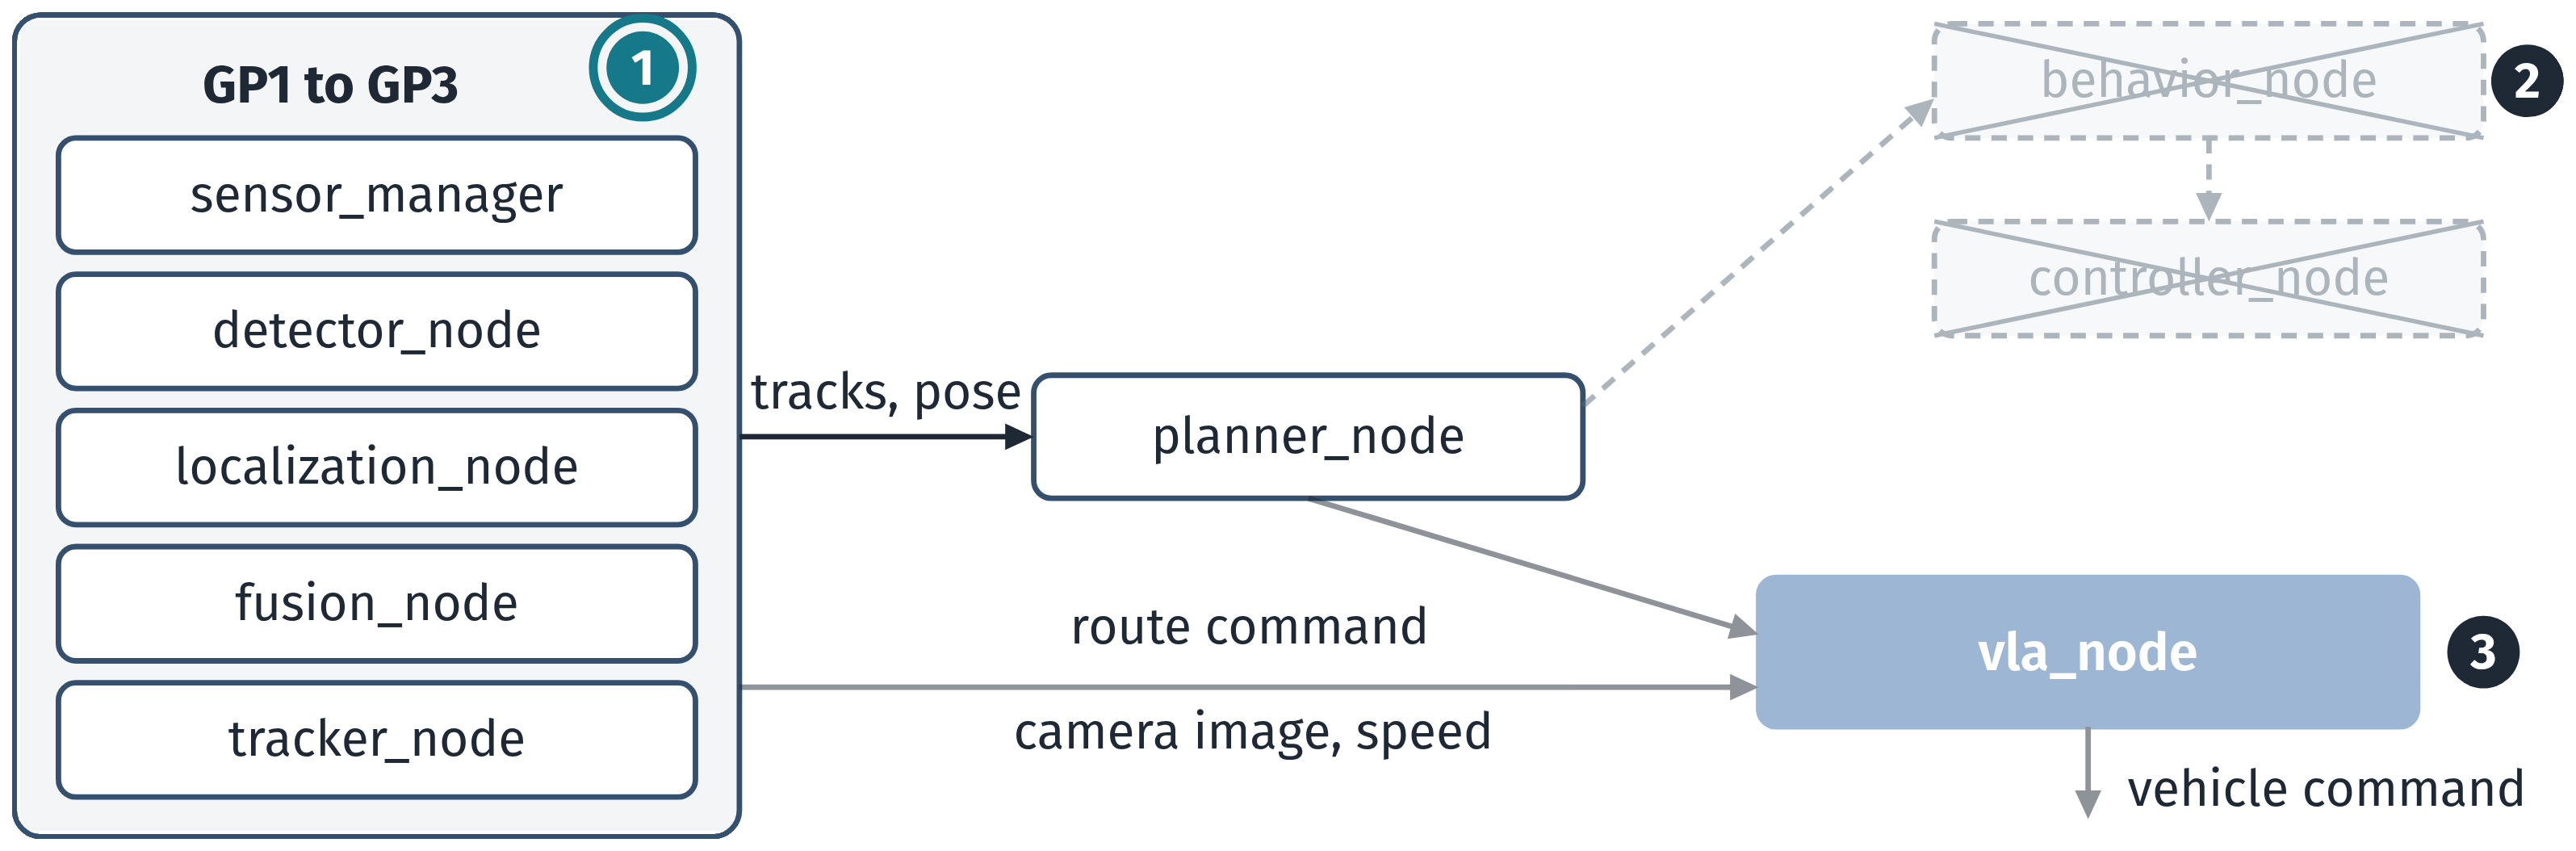 GP1 to GP3
1
sensor_manager
detector_node
localization_node
fusion_node
tracker_node
tracks, pose
planner_node
behavior_node
2
controller_node
route command
camera image, speed
vla_node
3
vehicle command